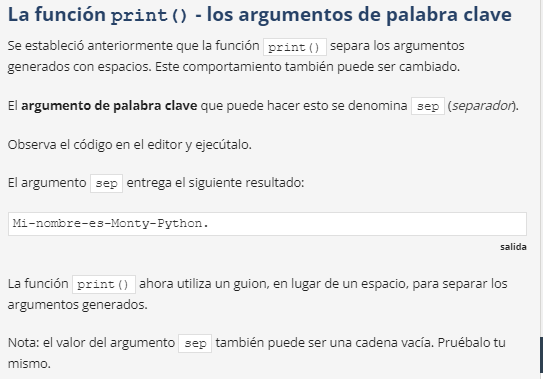 La función print() - los argumentos de palabra clave
Se estableció anteriormente que la función print() separa los argumentos
generados con espacios. Este comportamiento también puede ser cambiado.
El argumento de palabra clave que puede hacer esto se denomina sep (separador).
Observa el código en el editor y ejecútalo.
El argumento sep entrega el siguiente resultado:
Mi-nombre-es-Monty-Python.
salida
La función print() ahora utiliza un guion, en lugar de un espacio, para separar los
argumentos generados.
Nota: el valor del argumento sep también puede ser una cadena vacía. Pruébalo tu
mismo.